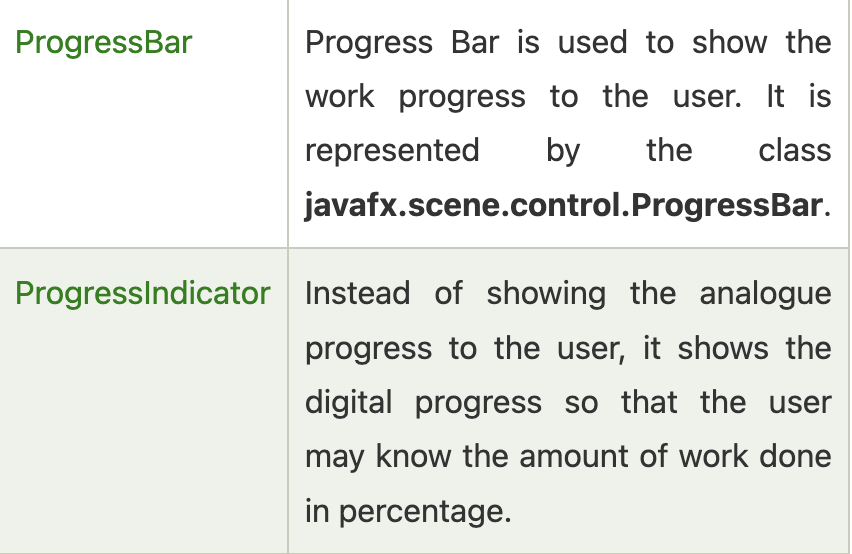 ProgressBar
Progress Bar is used to show the
work progress to the user. It is
represented by the class
javafx.scene.control.ProgressBar.
ProgressIndicator
Instead of showing the analogue
progress to the user, it shows the
digital progress so that the user
may know the amount of work done
in percentage.